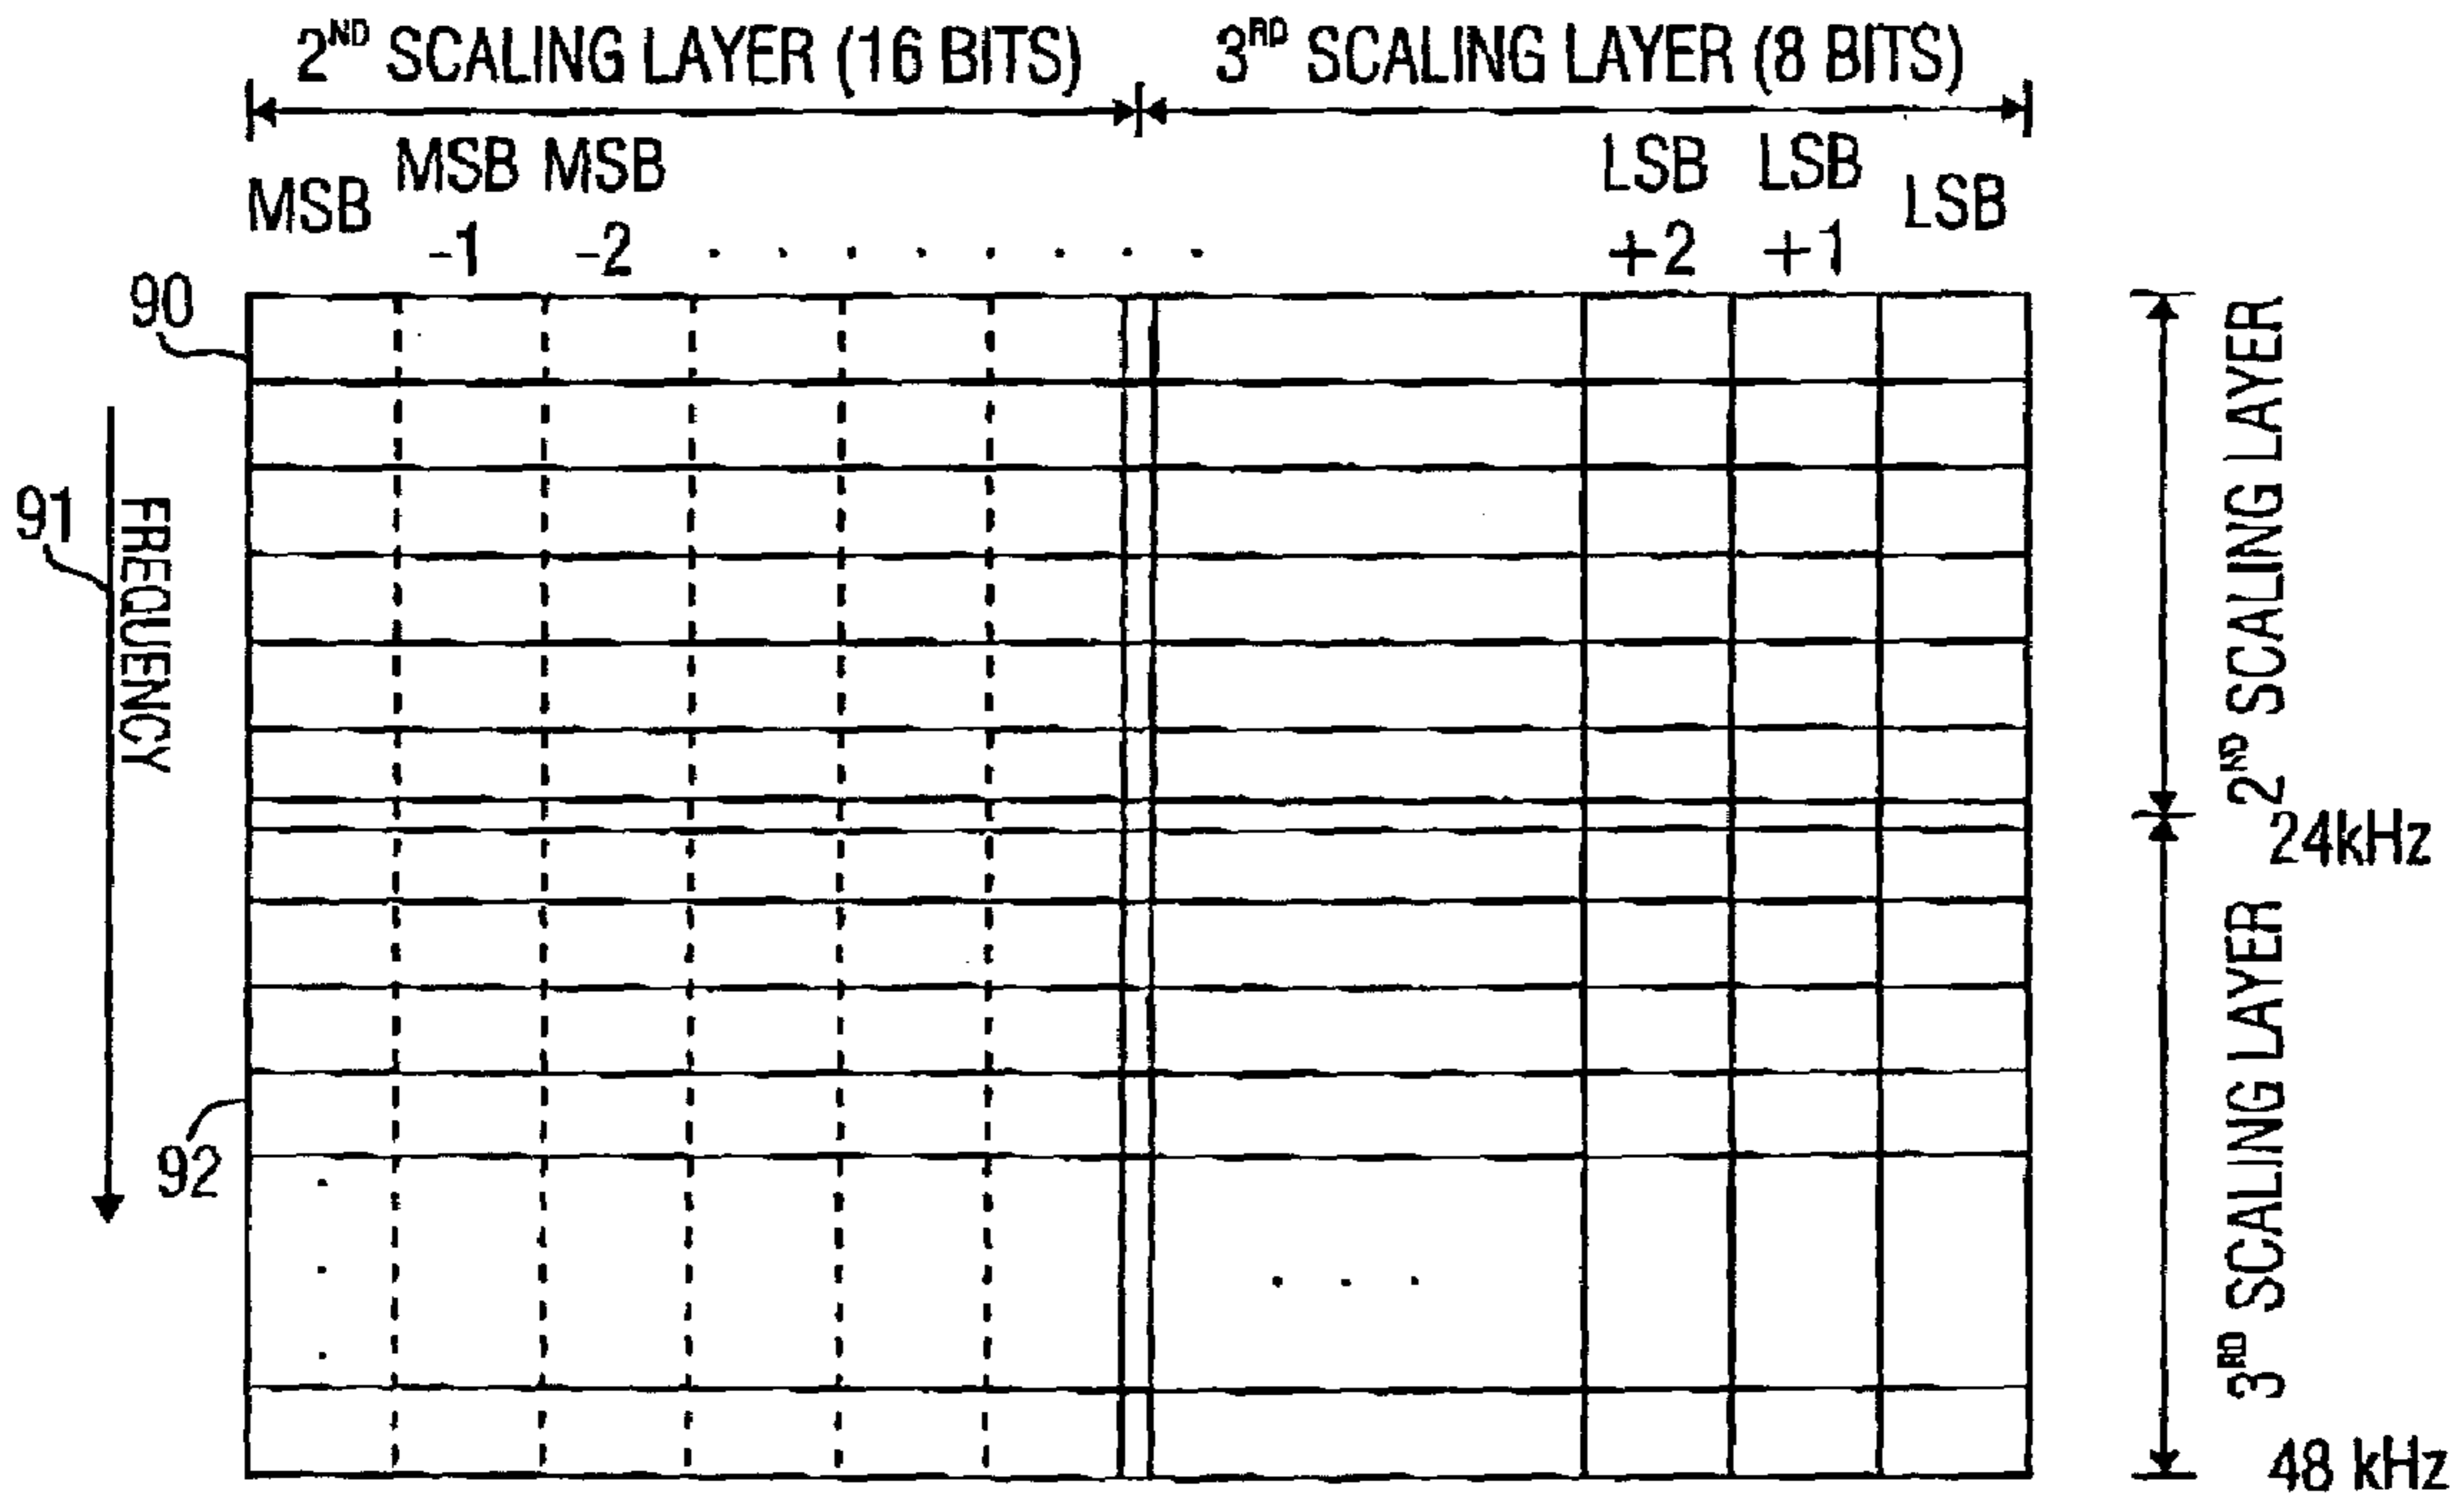 2ND SCALING LAYER (16 BITS)
3RD SCALING LAYER (8 BITS)
MSB
MSB -1
MSB -2
. . . . . . . .
LSB +2
LSB +1
LSB
90
91
FREQUENCY
92
. . .
. . .
2ND SCALING LAYER
24kHz
3RD SCALING LAYER
48 kHz